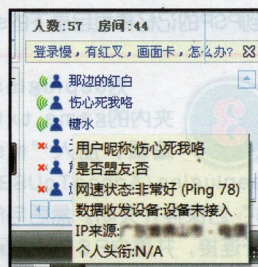 人数:57 房间:44
登录慢，有红叉，画面卡，怎么办?
那边的红白
伤心死我咯
糖水
用户昵称:伤心死我咯
是否盟友:否
网速状态:非常好 (Ping 78)
数据收发设备:设备未接入
IP来源:
个人头衔:N/A